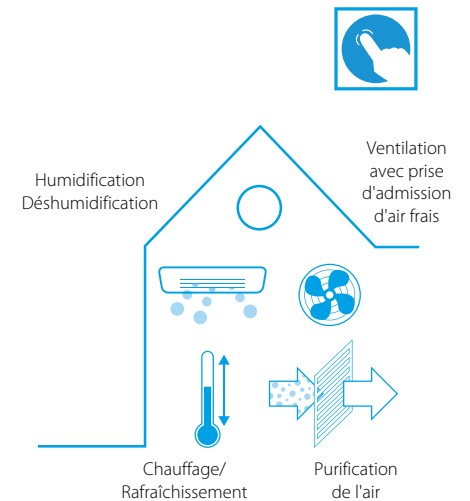 Humidification
Déshumidification
Ventilation
avec prise
d'admission
d'air frais
Chauffage/
Rafraîchissement
Purification
de l'air